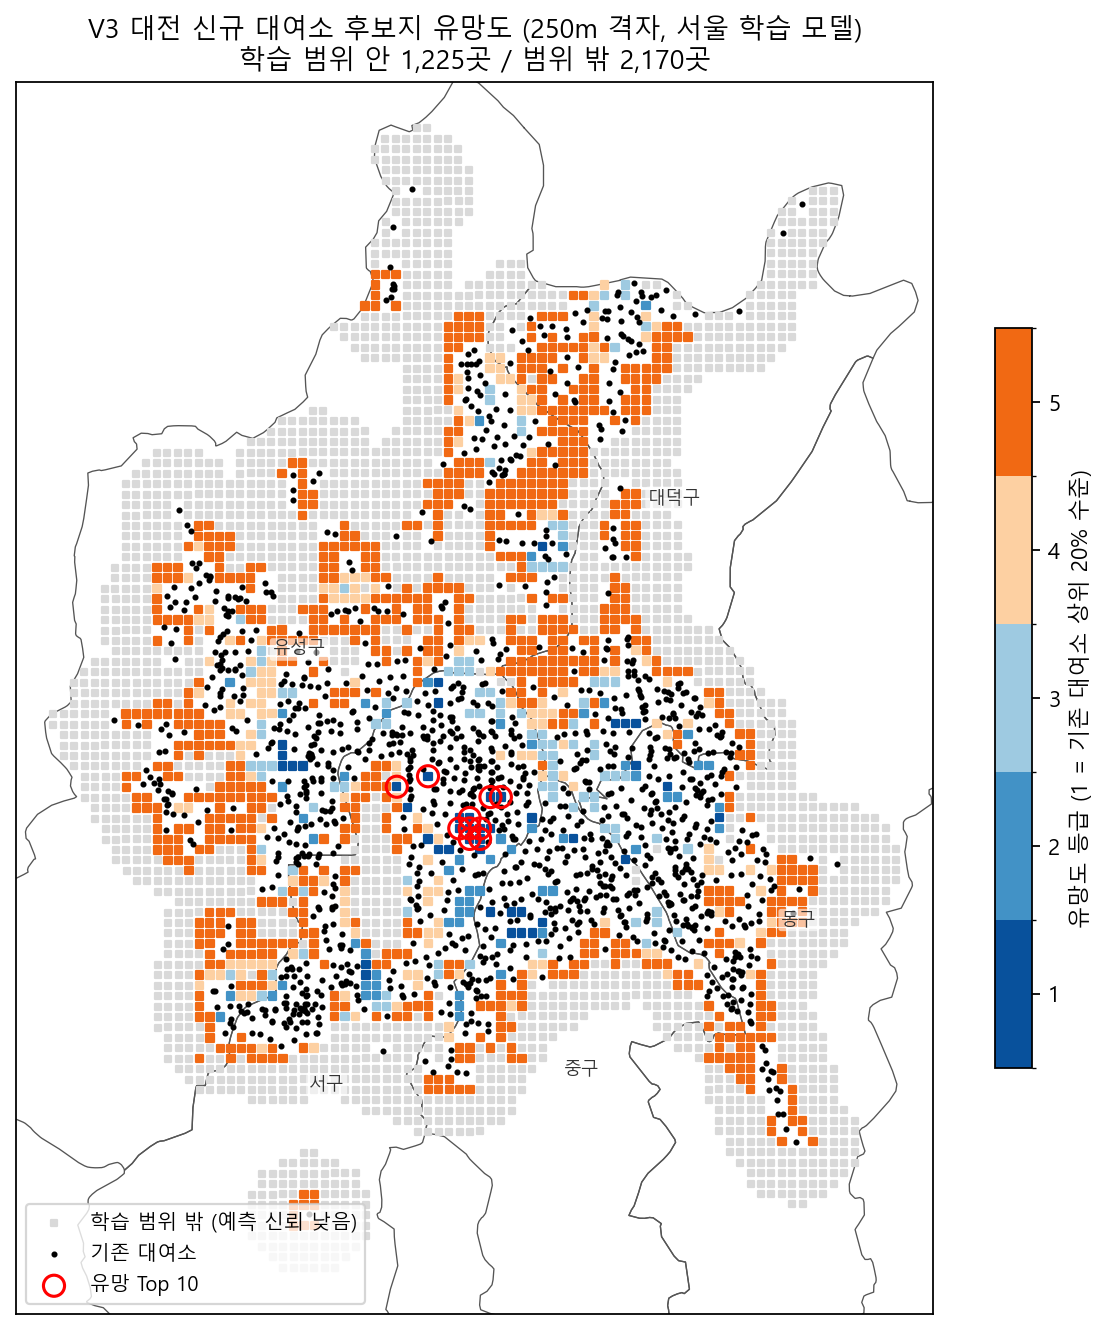 V3 대전 신규 대여소 후보지 유망도 (250m 격자, 서울 학습 모델)
학습 범위 안 1,225곳 / 범위 밖 2,170곳
대덕구
유성구
동구
서구
중구
학습 범위 밖 (예측 신뢰 낮음)
기존 대여소
유망 Top 10
5
4
3
2
1
유망도 등급 (1 = 기존 대여소 상위 20% 수준)